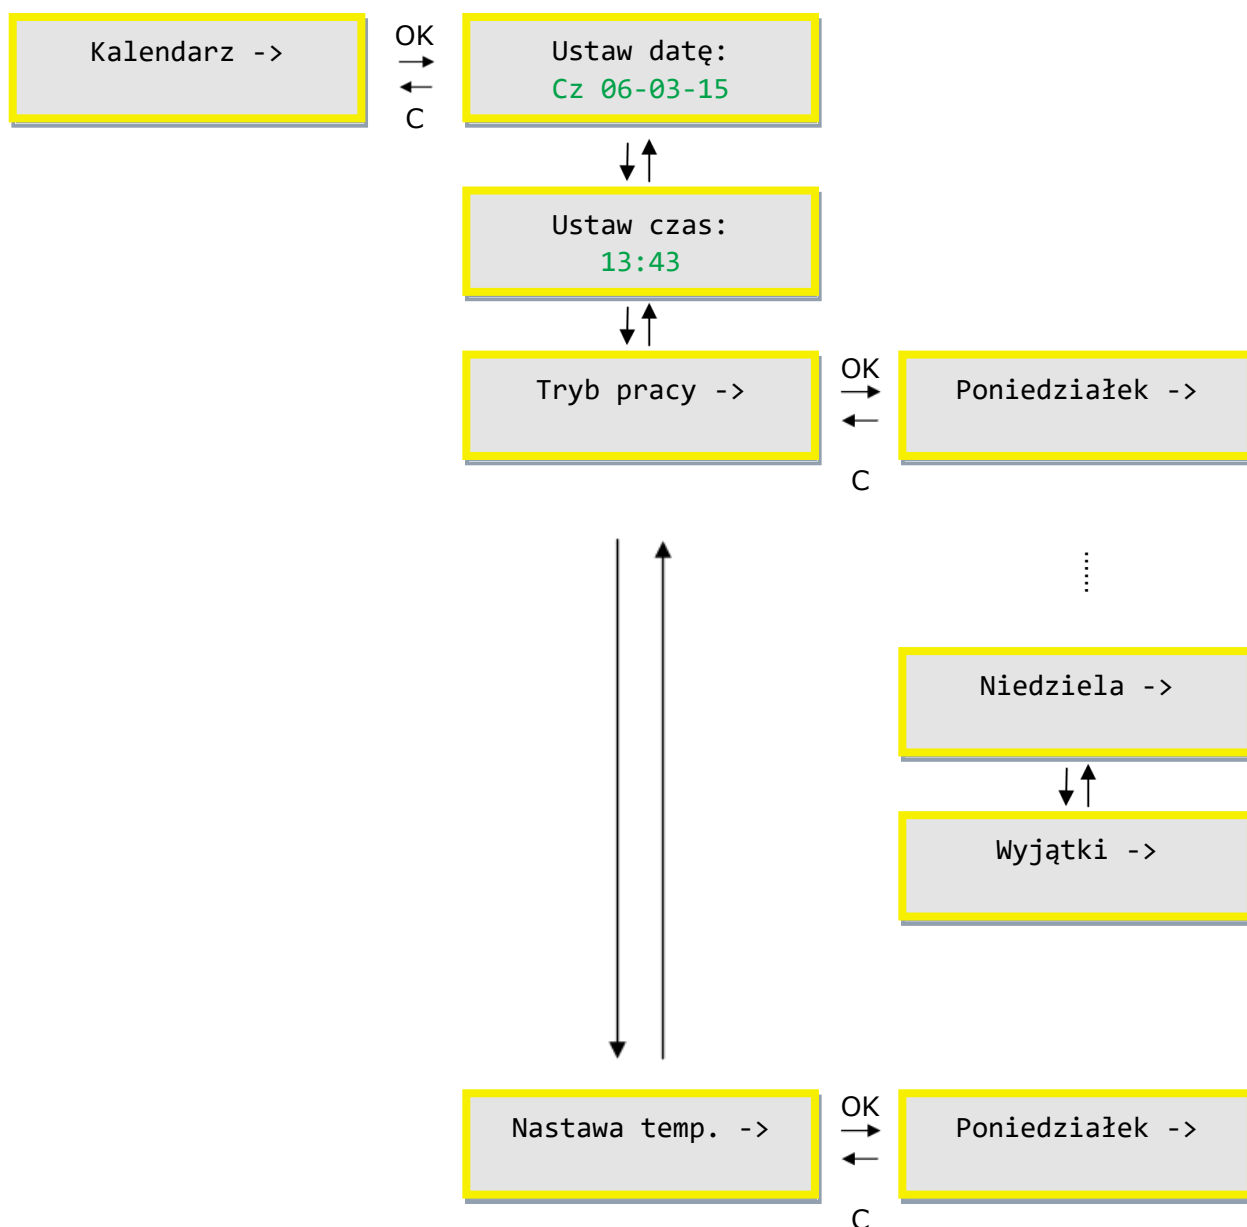 Kalendarz ->
OK
C
Ustaw datę:
Cz 06-03-15
Ustaw czas:
13:43
Tryb pracy ->
OK
C
Poniedziałek ->
Niedziela ->
Wyjątki ->
Nastawa temp. ->
OK
C
Poniedziałek ->